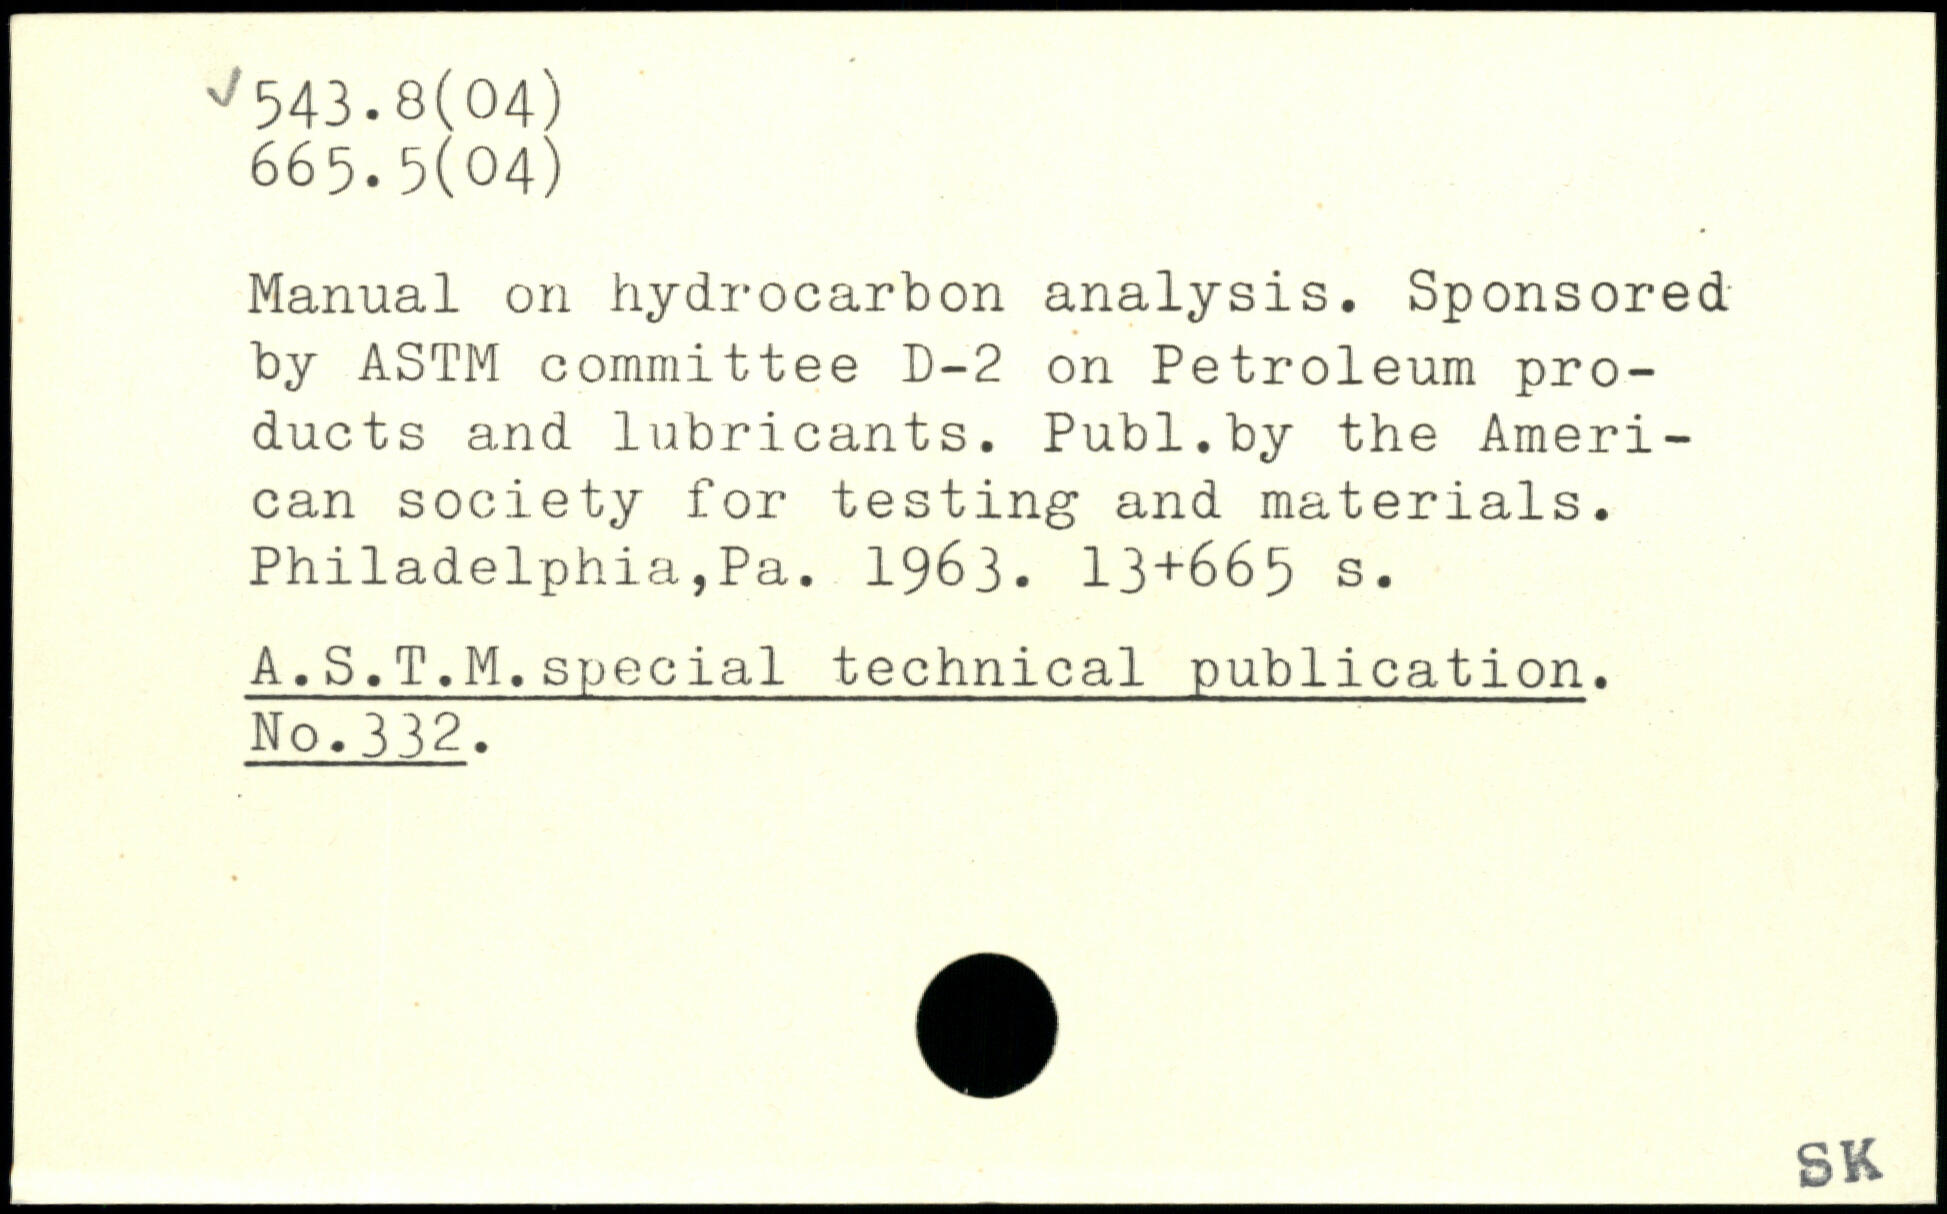 ✓543.8(04)
665.5(04)
Manual on hydrocarbon analysis. Sponsored
by ASTM committee D-2 on Petroleum pro-
ducts and lubricants. Publ.by the Ameri-
can society for testing and materials.
Philadelphia,Pa. 1963. 13+665 s.
A.S.T.M.special technical publication.
No.332.
SK